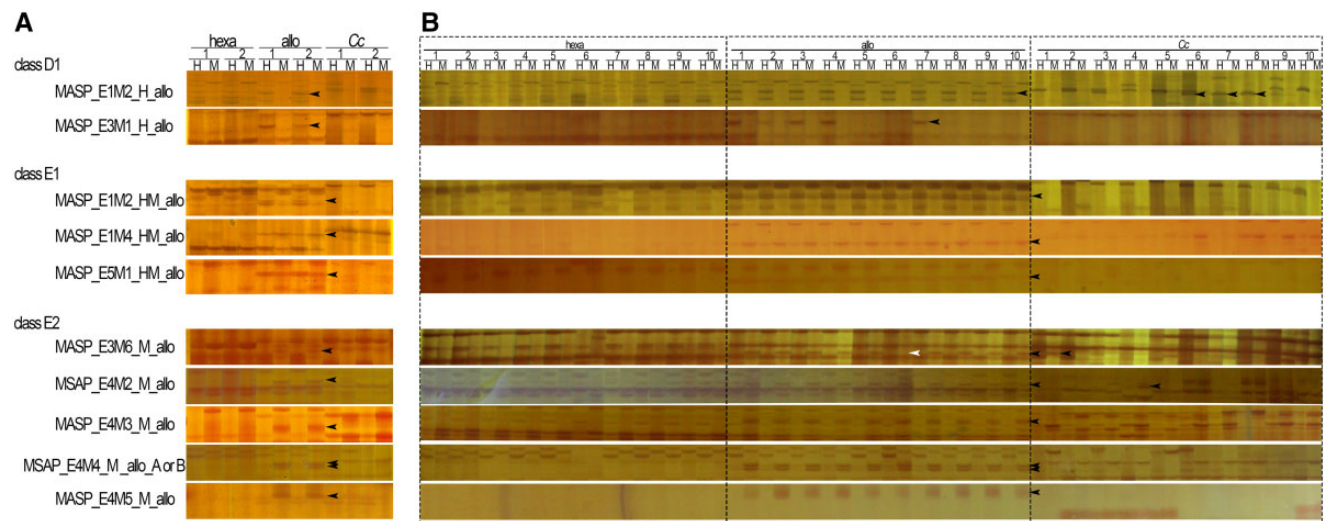 A B
hexa allo Cc
1 2 1 2 1 2
H M H M H M H M H M H M
hexa allo Cc
1 2 3 4 5 6 7 8 9 10 1 2 3 4 5 6 7 8 9 10 1 2 3 4 5 6 7 8 9 10
H M H M H M H M H M H M H M H M H M H M H M H M H M H M H M H M H M H M H M H M H M H M H M H M H M H M H M H M H M H M
class D1
MASP_E1M2_H_allo
MASP_E3M1_H_allo
class E1
MASP_E1M2_HM_allo
MASP_E1M4_HM_allo
MASP_E5M1_HM_allo
class E2
MASP_E3M6_M_allo
MSAP_E4M2_M_allo
MASP_E4M3_M_allo
MSAP_E4M4_M_allo_A or B
MASP_E4M5_M_allo